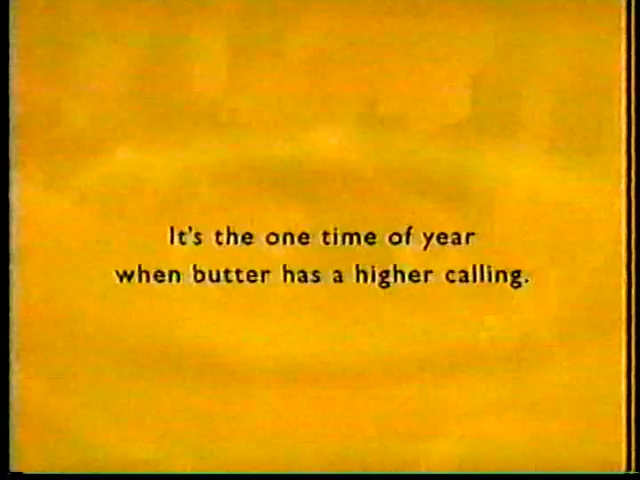 It's the one time of year
when butter has a higher calling.